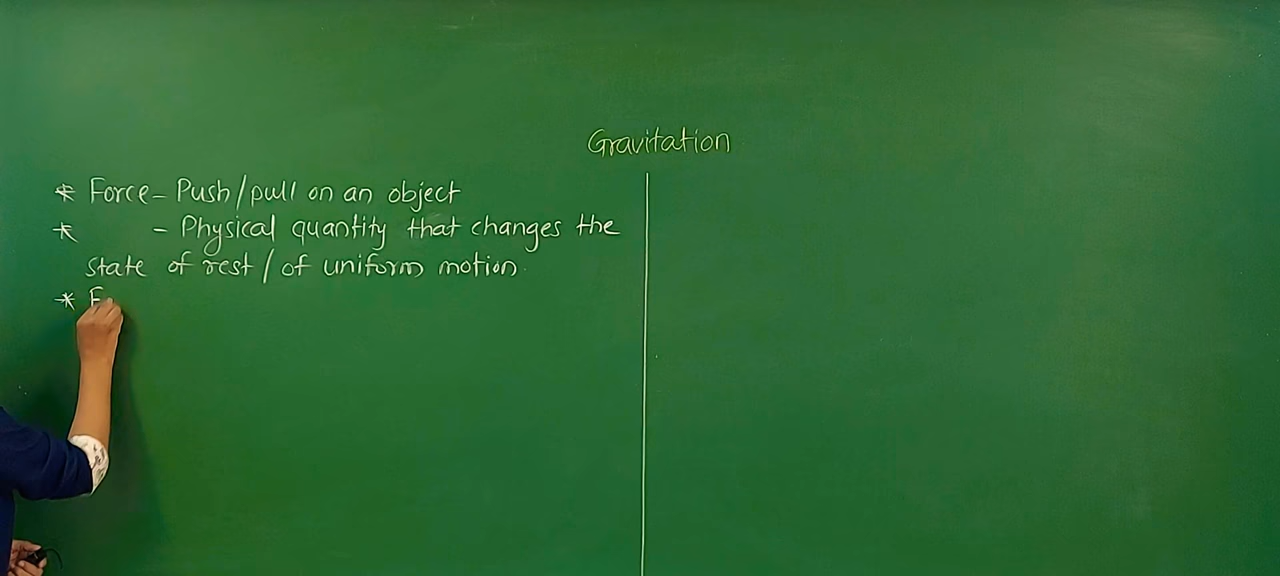 Gravitation
* Force - Push/pull on an object
* - Physical quantity that changes the
state of rest / of uniform motion.
* F